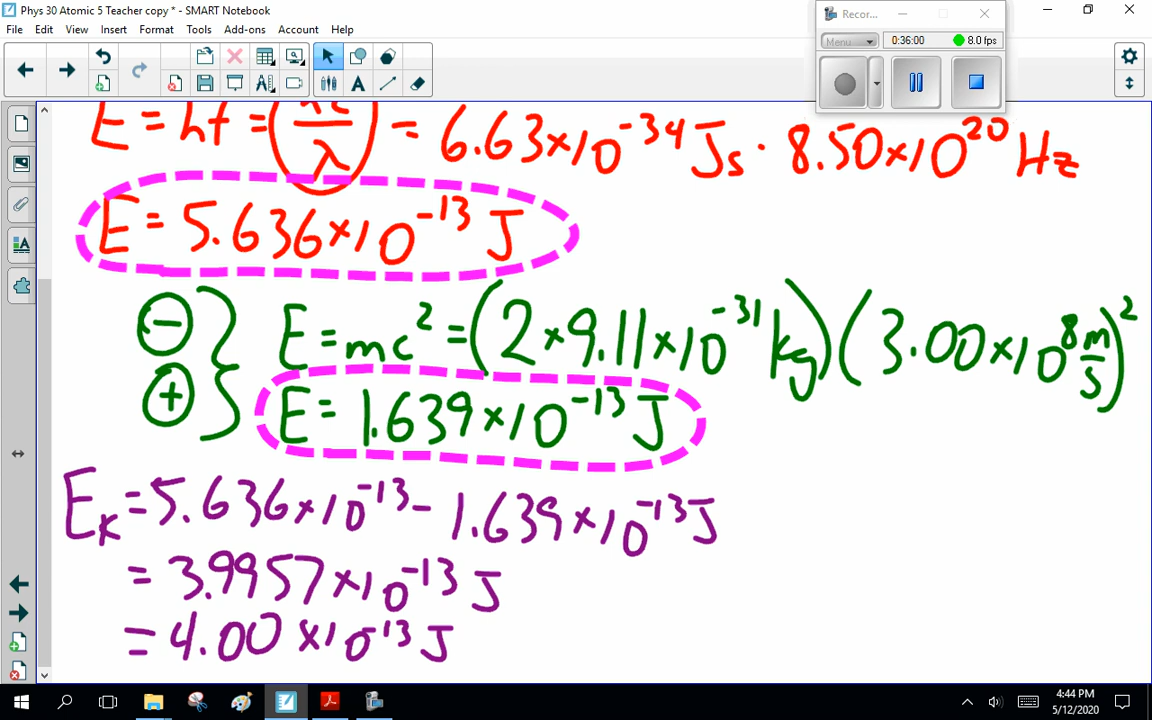 Phys 30 Atomic 5 Teacher copy * - SMART Notebook
Recor...
File Edit View Insert Format Tools Add-ons Account Help
Menu
0:36:00
8.0 fps
E = hf = (hc/λ) = 6.63×10^-34 Js · 8.50×10^20 Hz
E = 5.636×10^-13 J
⊖ } E = mc^2 = (2×9.11×10^-31 kg)(3.00×10^8 m/s)^2
⊕ } E = 1.639×10^-13 J
E_K = 5.636×10^-13 - 1.639×10^-13 J
= 3.9957×10^-13 J
= 4.00×10^-13 J
4:44 PM
5/12/2020